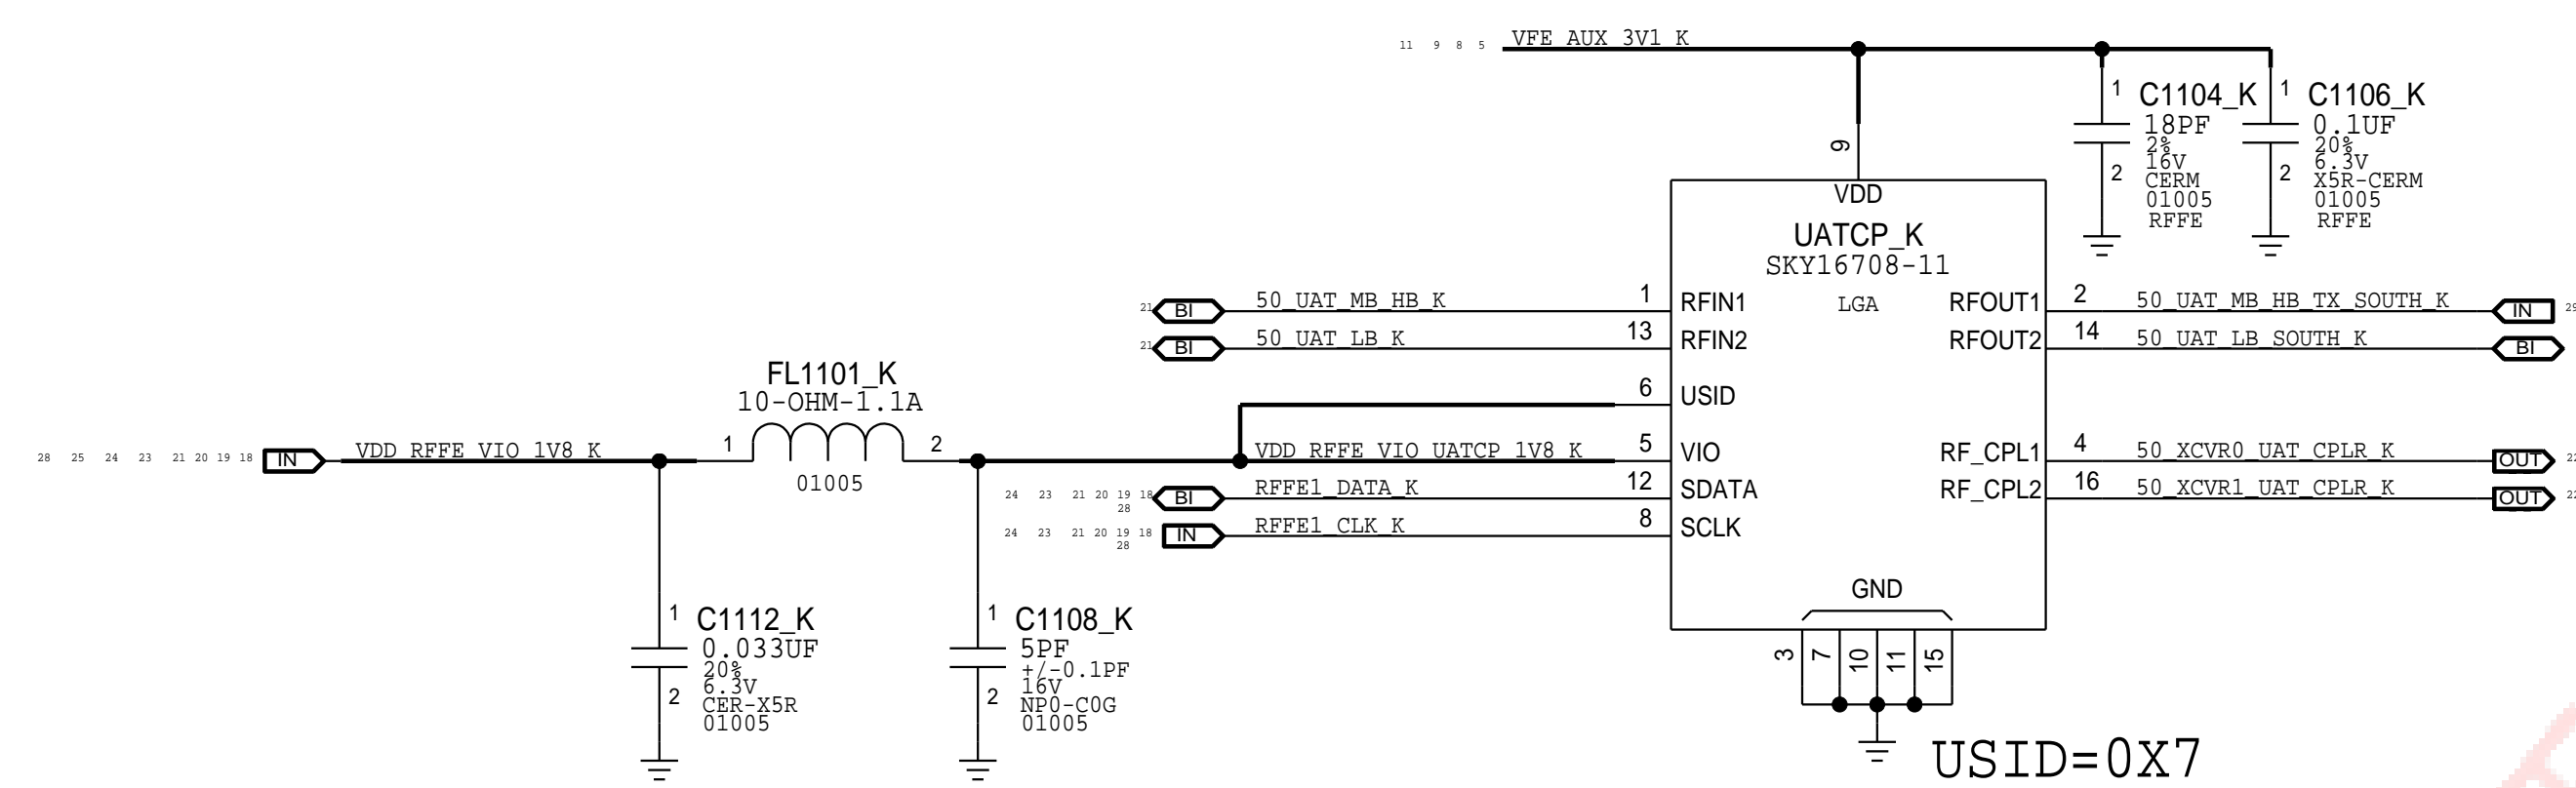 11 9 8 5 VFE_AUX_3V1_K
1 C1104_K
18PF
2%
16V
2 CERM
01005
RFFE
1 C1106_K
0.1UF
20%
6.3V
2 X5R-CERM
01005
RFFE
9
VDD
UATCP_K
SKY16708-11
LGA
21 BI 50_UAT_MB_HB_K 1 RFIN1
21 BI 50_UAT_LB_K 13 RFIN2
6 USID
VDD_RFFE_VIO_UATCP_1V8_K 5 VIO
24 23 21 20 19 18 BI RFFE1_DATA_K 12 SDATA
28
24 23 21 20 19 18 IN RFFE1_CLK_K 8 SCLK
28
RFOUT1 2 50_UAT_MB_HB_TX_SOUTH_K IN
RFOUT2 14 50_UAT_LB_SOUTH_K BI
RF_CPL1 4 50_XCVR0_UAT_CPLR_K OUT
RF_CPL2 16 50_XCVR1_UAT_CPLR_K OUT
FL1101_K
10-OHM-1.1A
28 25 24 23 21 20 19 18 IN VDD_RFFE_VIO_1V8_K 1 2
01005
1 C1112_K
0.033UF
20%
6.3V
2 CER-X5R
01005
1 C1108_K
5PF
+/-0.1PF
16V
2 NP0-C0G
01005
GND
3 7 10 11 15
USID=0X7